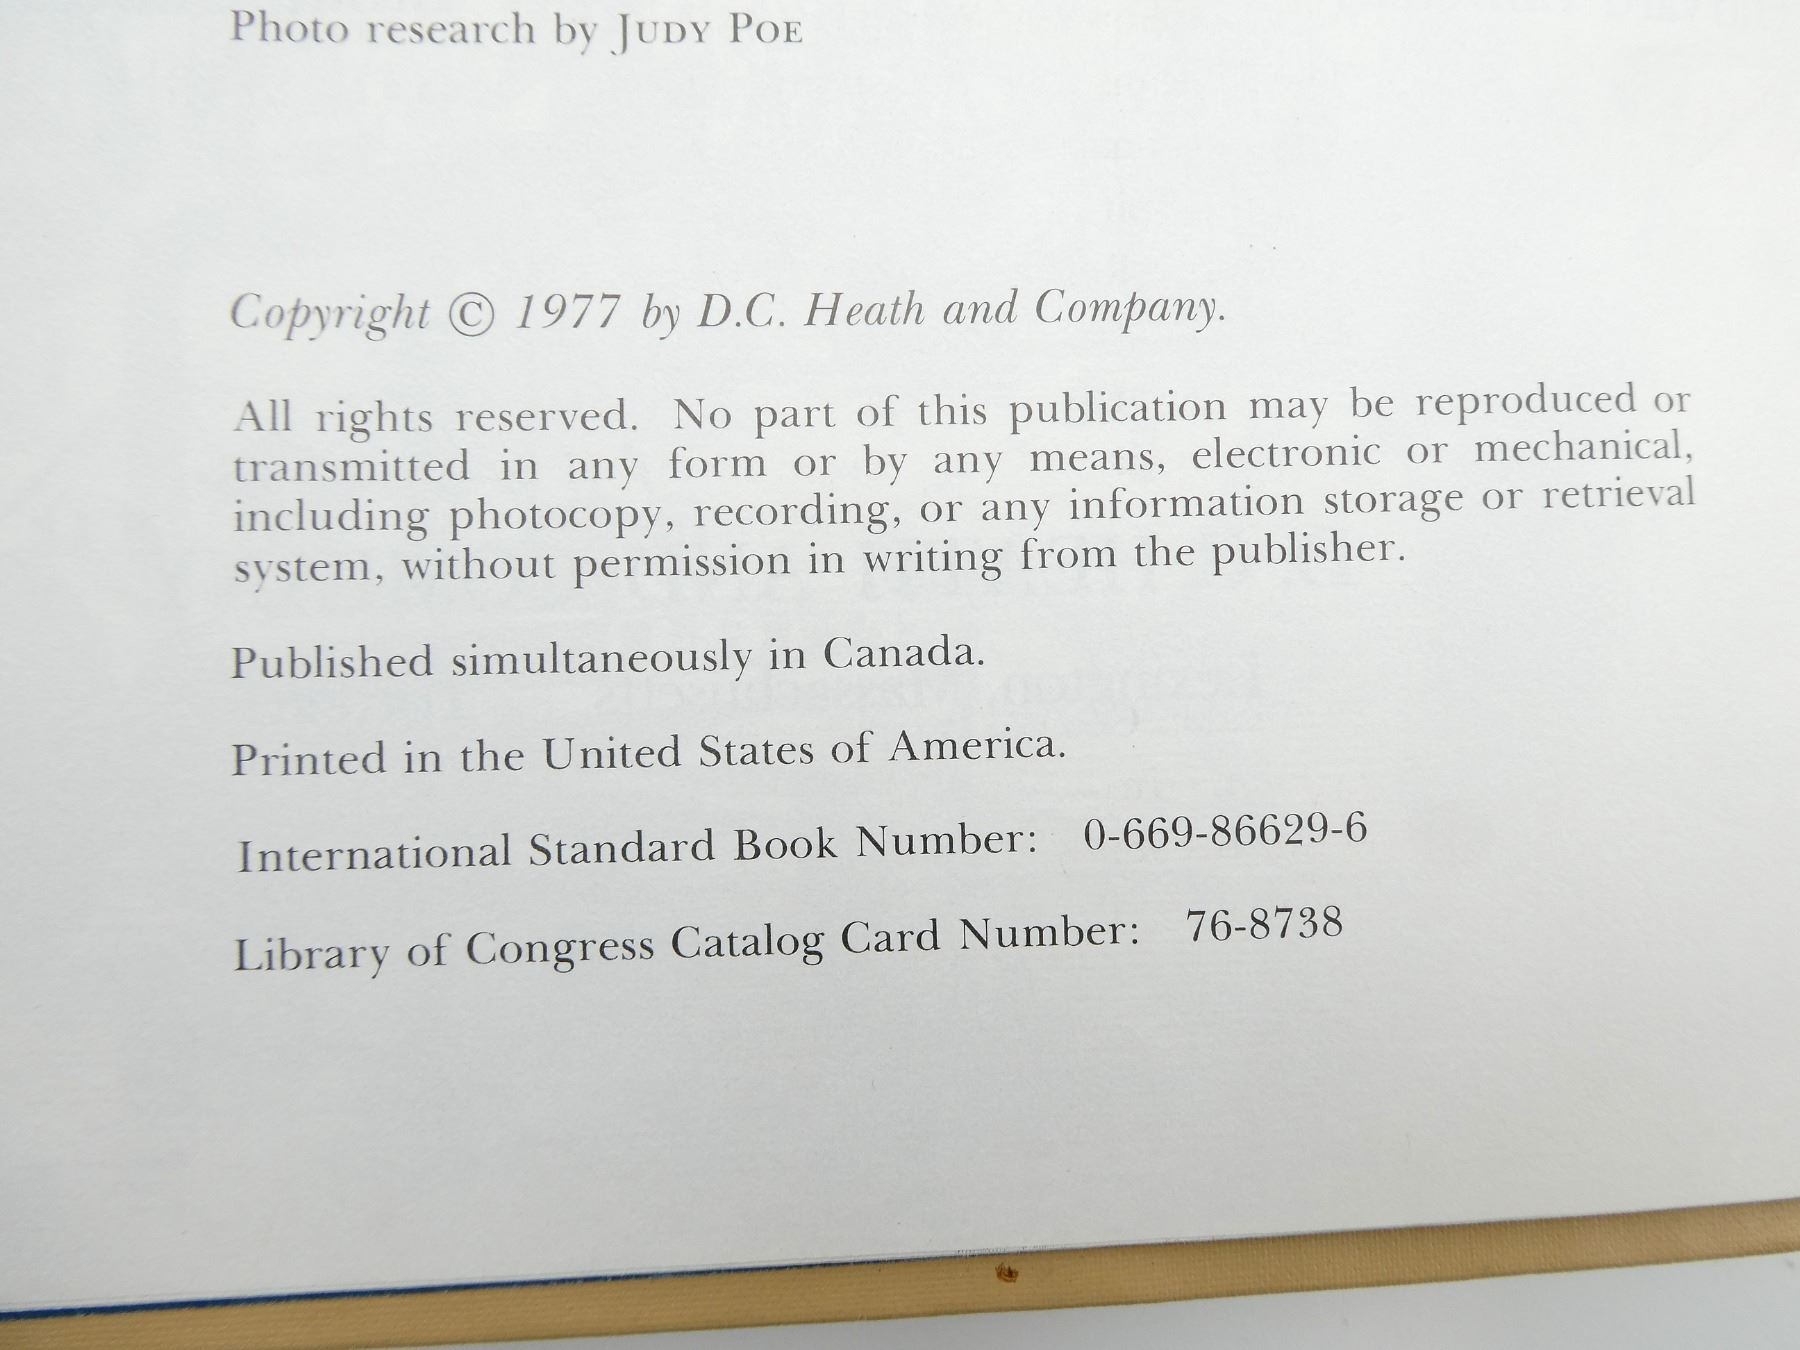 Photo research by JUDY POE
Copyright © 1977 by D.C. Heath and Company.
All rights reserved. No part of this publication may be reproduced or
transmitted in any form or by any means, electronic or mechanical,
including photocopy, recording, or any information storage or retrieval
system, without permission in writing from the publisher.
Published simultaneously in Canada.
Printed in the United States of America.
International Standard Book Number: 0-669-86629-6
Library of Congress Catalog Card Number: 76-8738